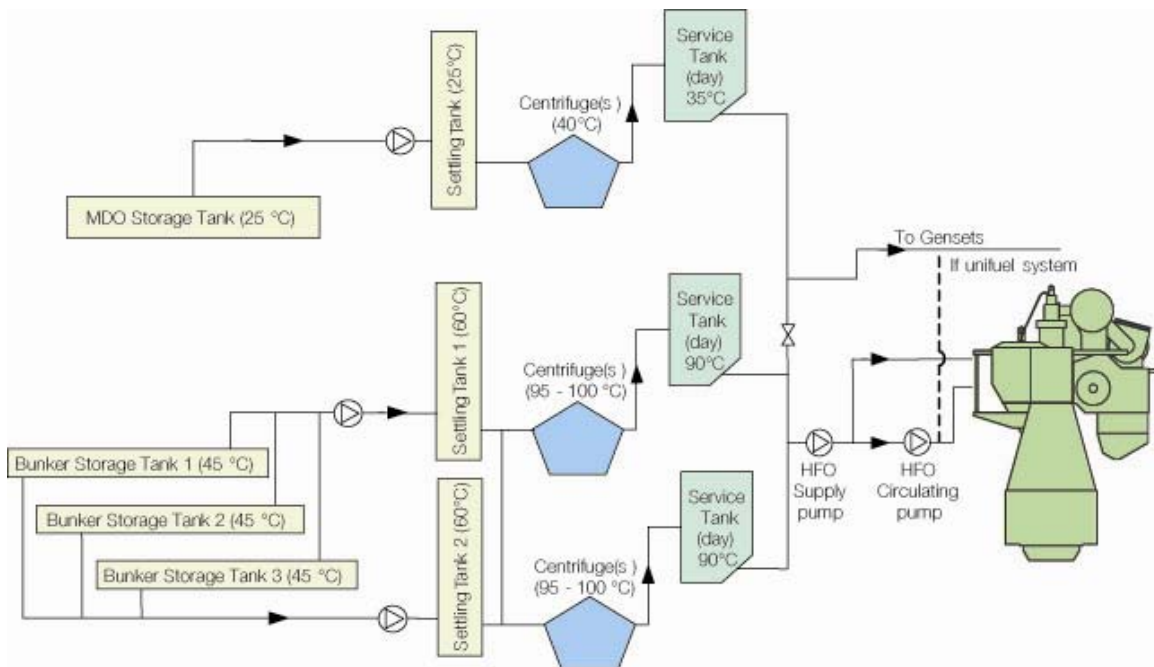 Service
Tank
(day)
35°C
Settling Tank (25°C)
Centrifuge(s )
(40°C)
MDO Storage Tank (25 °C)
To Gensets
If unifuel system
Service
Tank
(day)
90°C
Settling Tank 1 (60°C)
Centrifuge(s )
(95 - 100 °C)
Bunker Storage Tank 1 (45 °C)
Bunker Storage Tank 2 (45 °C)
Bunker Storage Tank 3 (45 °C)
Settling Tank 2 (60°C)
Service
Tank
(day)
90°C
Centrifuge(s )
(95 - 100 °C)
HFO
Supply
pump
HFO
Circulating
pump